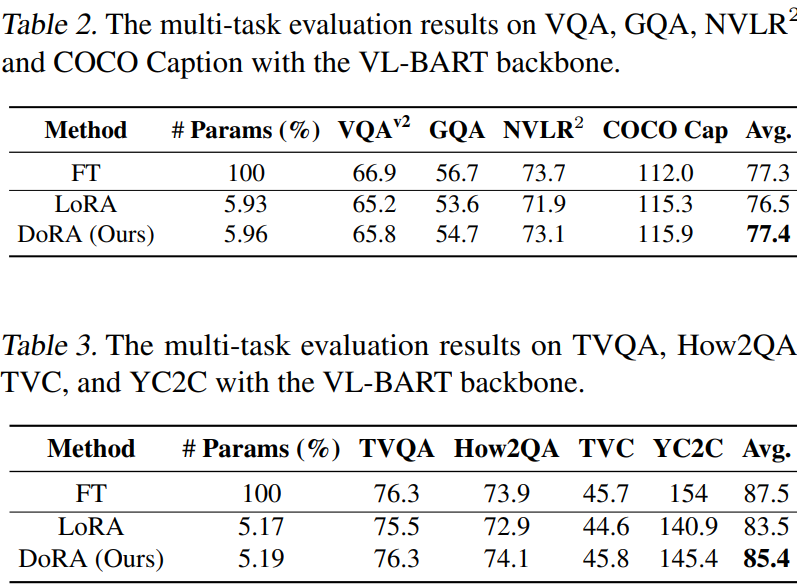 Table 2. The multi-task evaluation results on VQA, GQA, NVLR²
and COCO Caption with the VL-BART backbone.
Method # Params (%) VQAᵛ² GQA NVLR² COCO Cap Avg.
FT 100 66.9 56.7 73.7 112.0 77.3
LoRA 5.93 65.2 53.6 71.9 115.3 76.5
DoRA (Ours) 5.96 65.8 54.7 73.1 115.9 77.4
Table 3. The multi-task evaluation results on TVQA, How2QA
TVC, and YC2C with the VL-BART backbone.
Method # Params (%) TVQA How2QA TVC YC2C Avg.
FT 100 76.3 73.9 45.7 154 87.5
LoRA 5.17 75.5 72.9 44.6 140.9 83.5
DoRA (Ours) 5.19 76.3 74.1 45.8 145.4 85.4